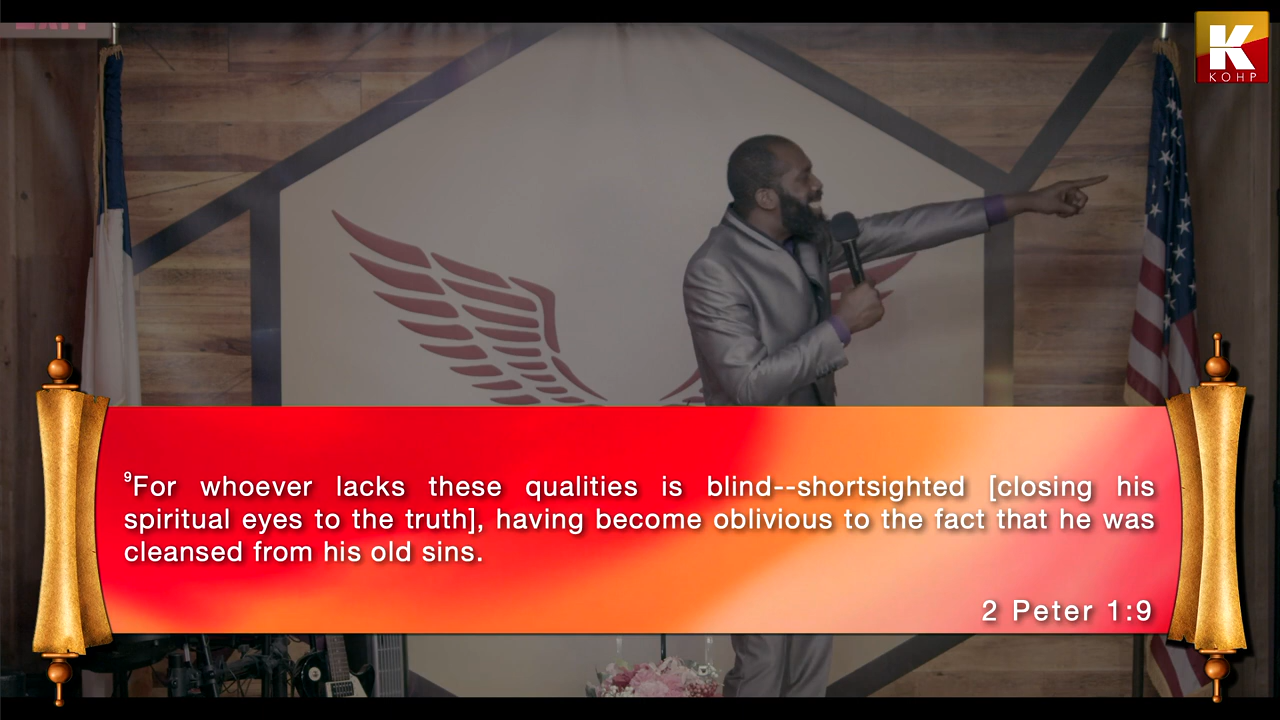 EXIT
K
KOHP
⁹For whoever lacks these qualities is blind--shortsighted [closing his
spiritual eyes to the truth], having become oblivious to the fact that he was
cleansed from his old sins.
2 Peter 1:9